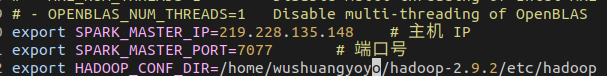 # - OPENBLAS_NUM_THREADS=1   Disable multi-threading of OpenBLAS
export SPARK_MASTER_IP=219.228.135.148    # 主机 IP
export SPARK_MASTER_PORT=7077       # 端口号
2 export HADOOP_CONF_DIR=/home/wushuangyoyo/hadoop-2.9.2/etc/hadoop